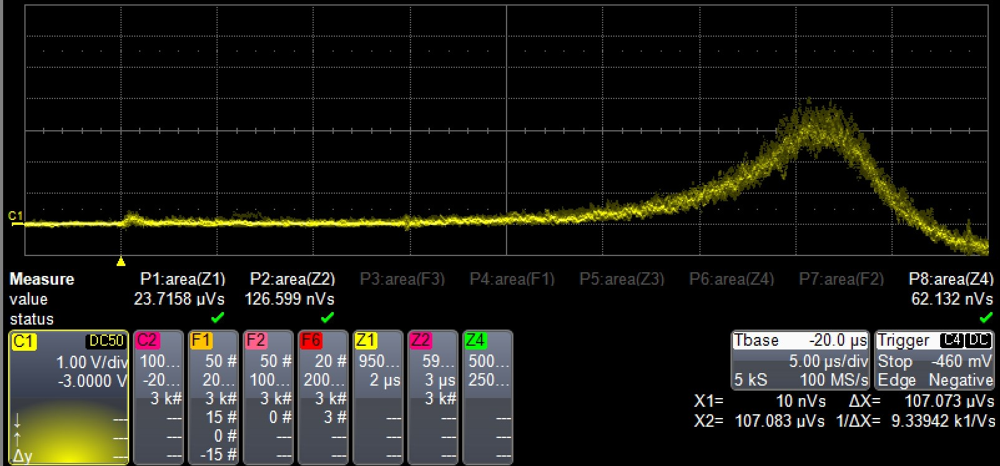 C1
Measure P1:area(Z1) P2:area(Z2) P3:area(F3) P4:area(F1) P5:area(Z3) P6:area(Z4) P7:area(F2) P8:area(Z4)
value 23.7158 µVs 126.599 nVs 62.132 nVs
status
C1 DC50 C2 F1 F2 F6 Z1 Z2 Z4 Tbase -20.0 µs Trigger C4 DC
1.00 V/div 100... 50 # 50 # 20 # 950... 59... 500... 5.00 µs/div Stop -460 mV
-3.0000 V -20... 20... 100... 200... 2 µs 3 µs 250... 5 kS 100 MS/s Edge Negative
3 k# 3 k# 3 k# 3 k# 3 k#
X1= 10 nVs ΔX= 107.073 µVs
↓ --- --- 15 # 0 # 3 # --- --- ---
X2= 107.083 µVs 1/ΔX= 9.33942 k1/Vs
↑ --- --- 0 # --- --- --- --- ---
Δy --- --- -15 # --- --- --- --- ---